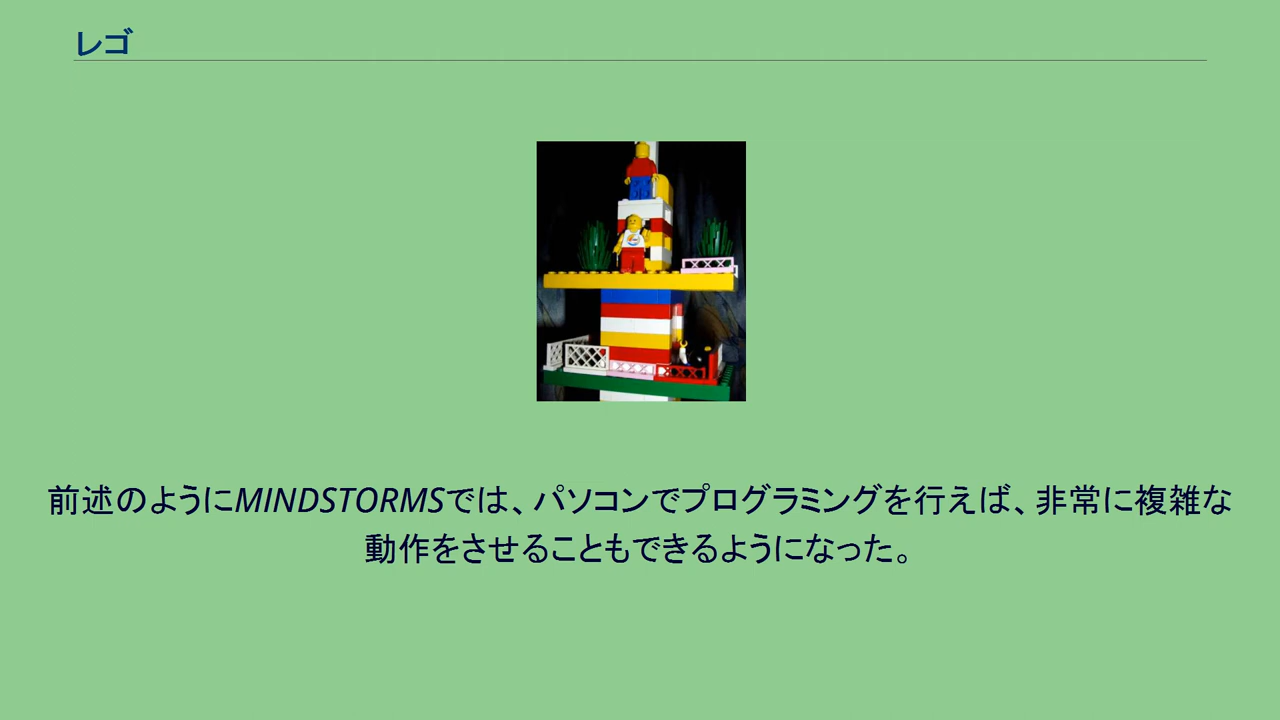 レゴ
前述のようにMINDSTORMSでは、パソコンでプログラミングを行えば、非常に複雑な
動作をさせることもできるようになった。